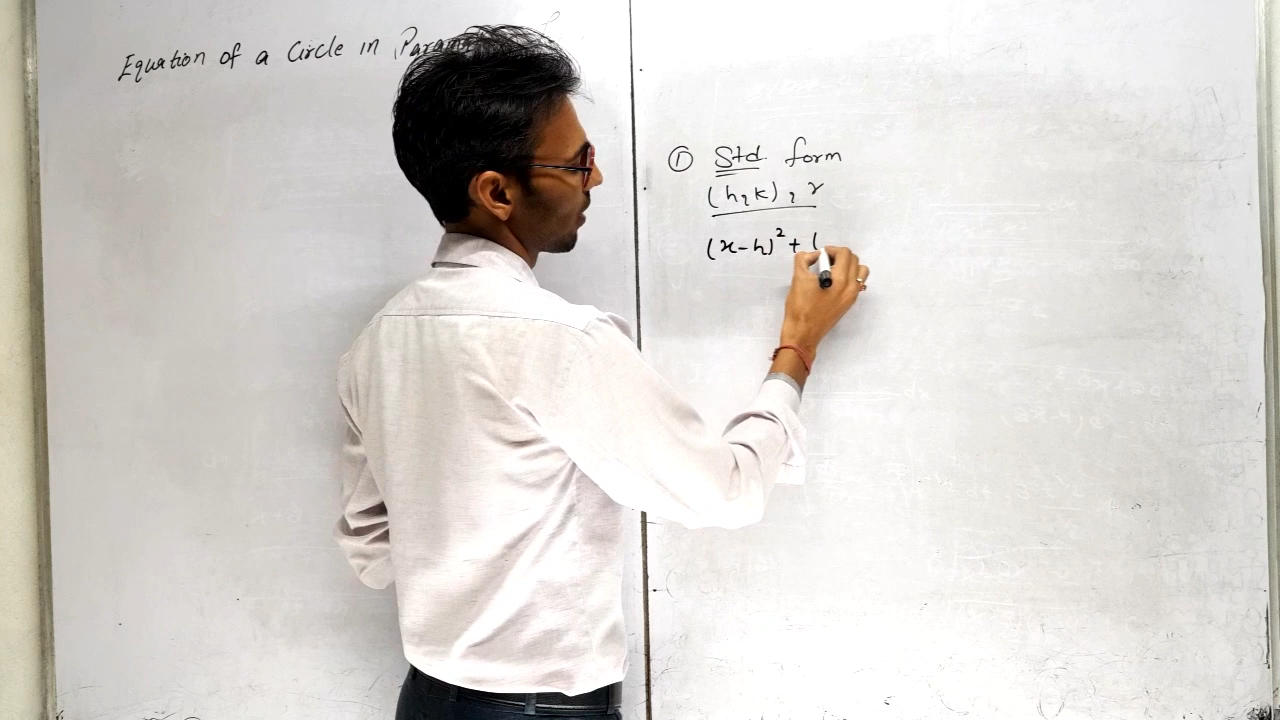 Equation of a Circle in
① Std. form
(h, k), r
(x-h)² + (